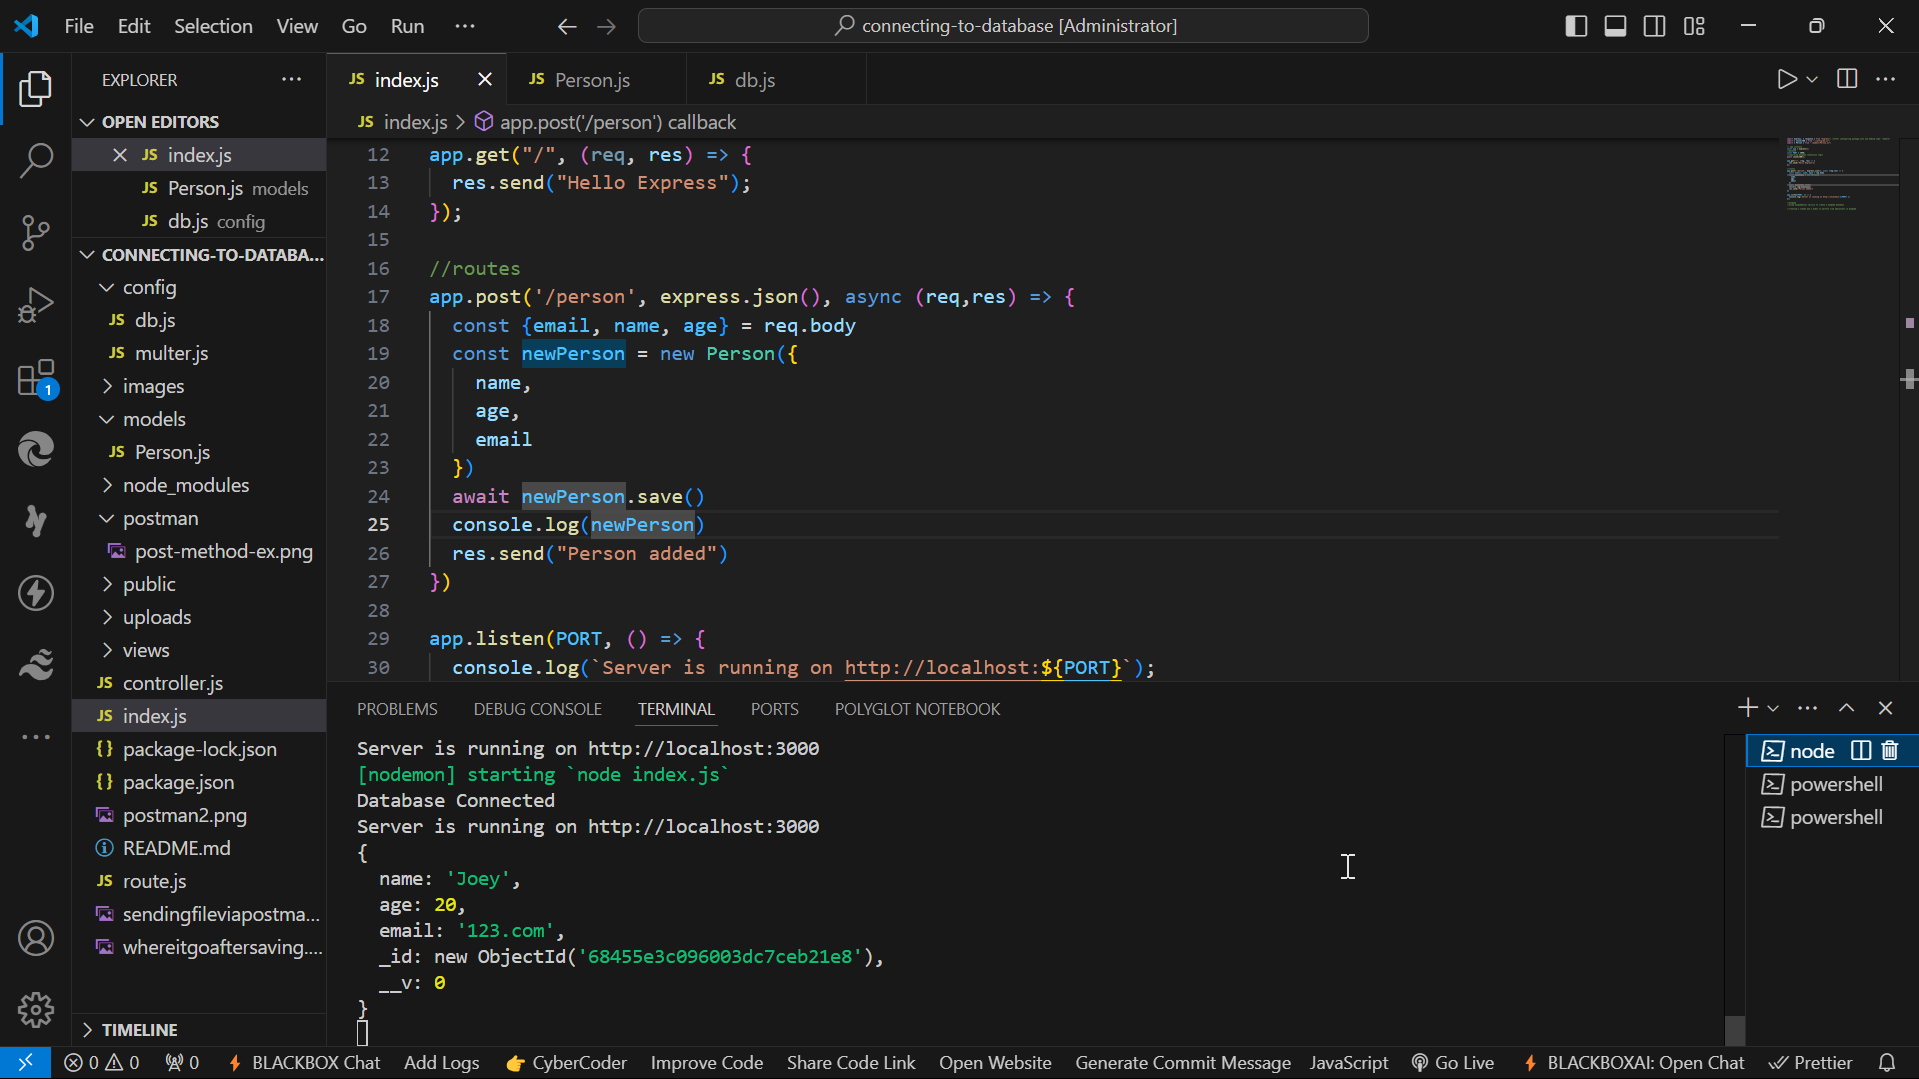 File Edit Selection View Go Run ···
connecting-to-database [Administrator]
EXPLORER ···
OPEN EDITORS
JS index.js
JS Person.js models
JS db.js config
CONNECTING-TO-DATABA...
config
JS db.js
JS multer.js
images
models
JS Person.js
node_modules
postman
post-method-ex.png
public
uploads
views
JS controller.js
JS index.js
{} package-lock.json
{} package.json
postman2.png
README.md
JS route.js
sendingfileviapostma...
whereitgoaftersaving....
TIMELINE
1
JS index.js JS Person.js JS db.js
JS index.js > app.post('/person') callback
12 app.get("/", (req, res) => {
13 res.send("Hello Express");
14 });
15
16 //routes
17 app.post('/person', express.json(), async (req,res) => {
18 const {email, name, age} = req.body
19 const newPerson = new Person({
20 name,
21 age,
22 email
23 })
24 await newPerson.save()
25 console.log(newPerson)
26 res.send("Person added")
27 })
28
29 app.listen(PORT, () => {
30 console.log(`Server is running on http://localhost:${PORT}`);
PROBLEMS DEBUG CONSOLE TERMINAL PORTS POLYGLOT NOTEBOOK
Server is running on http://localhost:3000
[nodemon] starting `node index.js`
Database Connected
Server is running on http://localhost:3000
{
name: 'Joey',
age: 20,
email: '123.com',
_id: new ObjectId('68455e3c096003dc7ceb21e8'),
__v: 0
}
node
powershell
powershell
0 0 0 BLACKBOX Chat Add Logs CyberCoder Improve Code Share Code Link Open Website Generate Commit Message JavaScript Go Live BLACKBOXAI: Open Chat Prettier